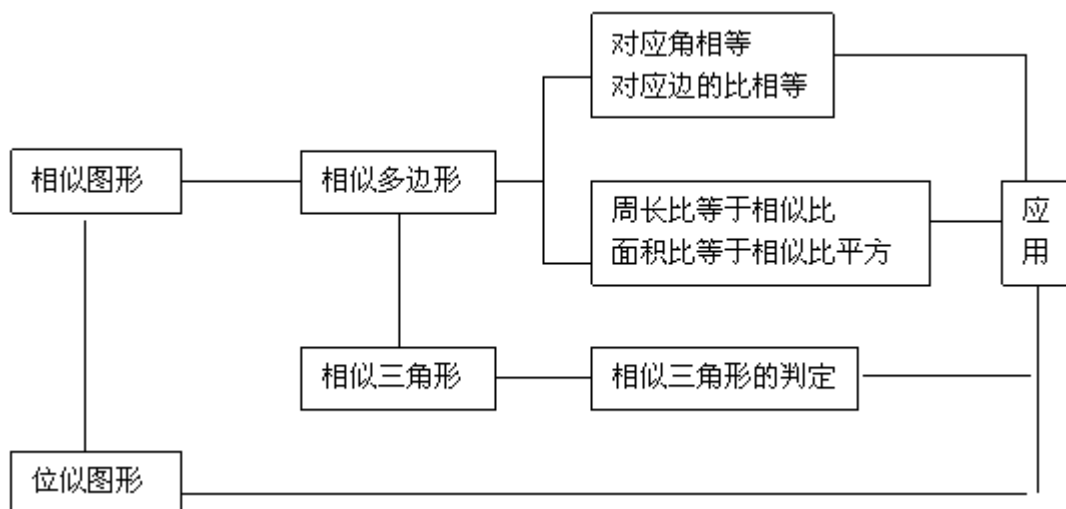 对应角相等
对应边的比相等
相似图形
相似多边形
周长比等于相似比
面积比等于相似比平方
应
用
相似三角形
相似三角形的判定
位似图形